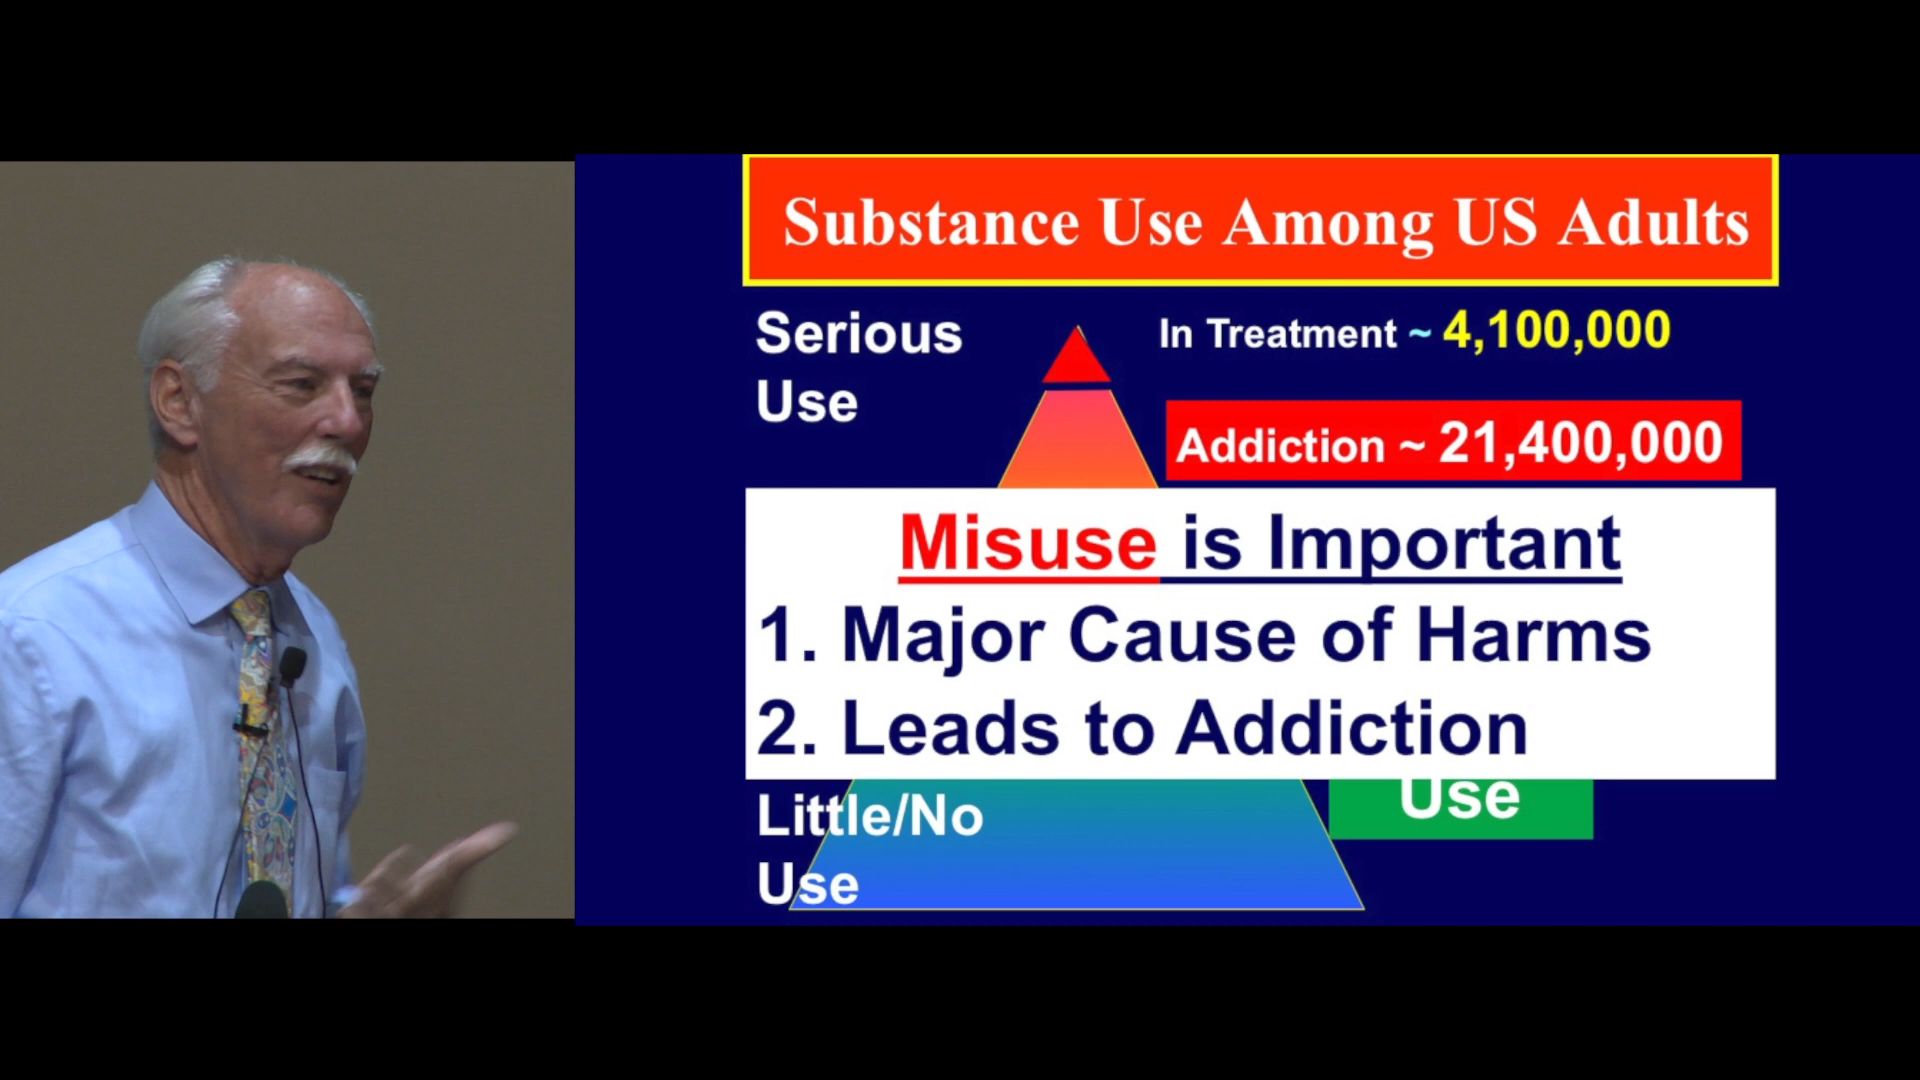 Substance Use Among US Adults
Serious
Use
In Treatment ~ 4,100,000
Addiction ~ 21,400,000
Misuse is Important
1. Major Cause of Harms
2. Leads to Addiction
Use
Little/No
Use